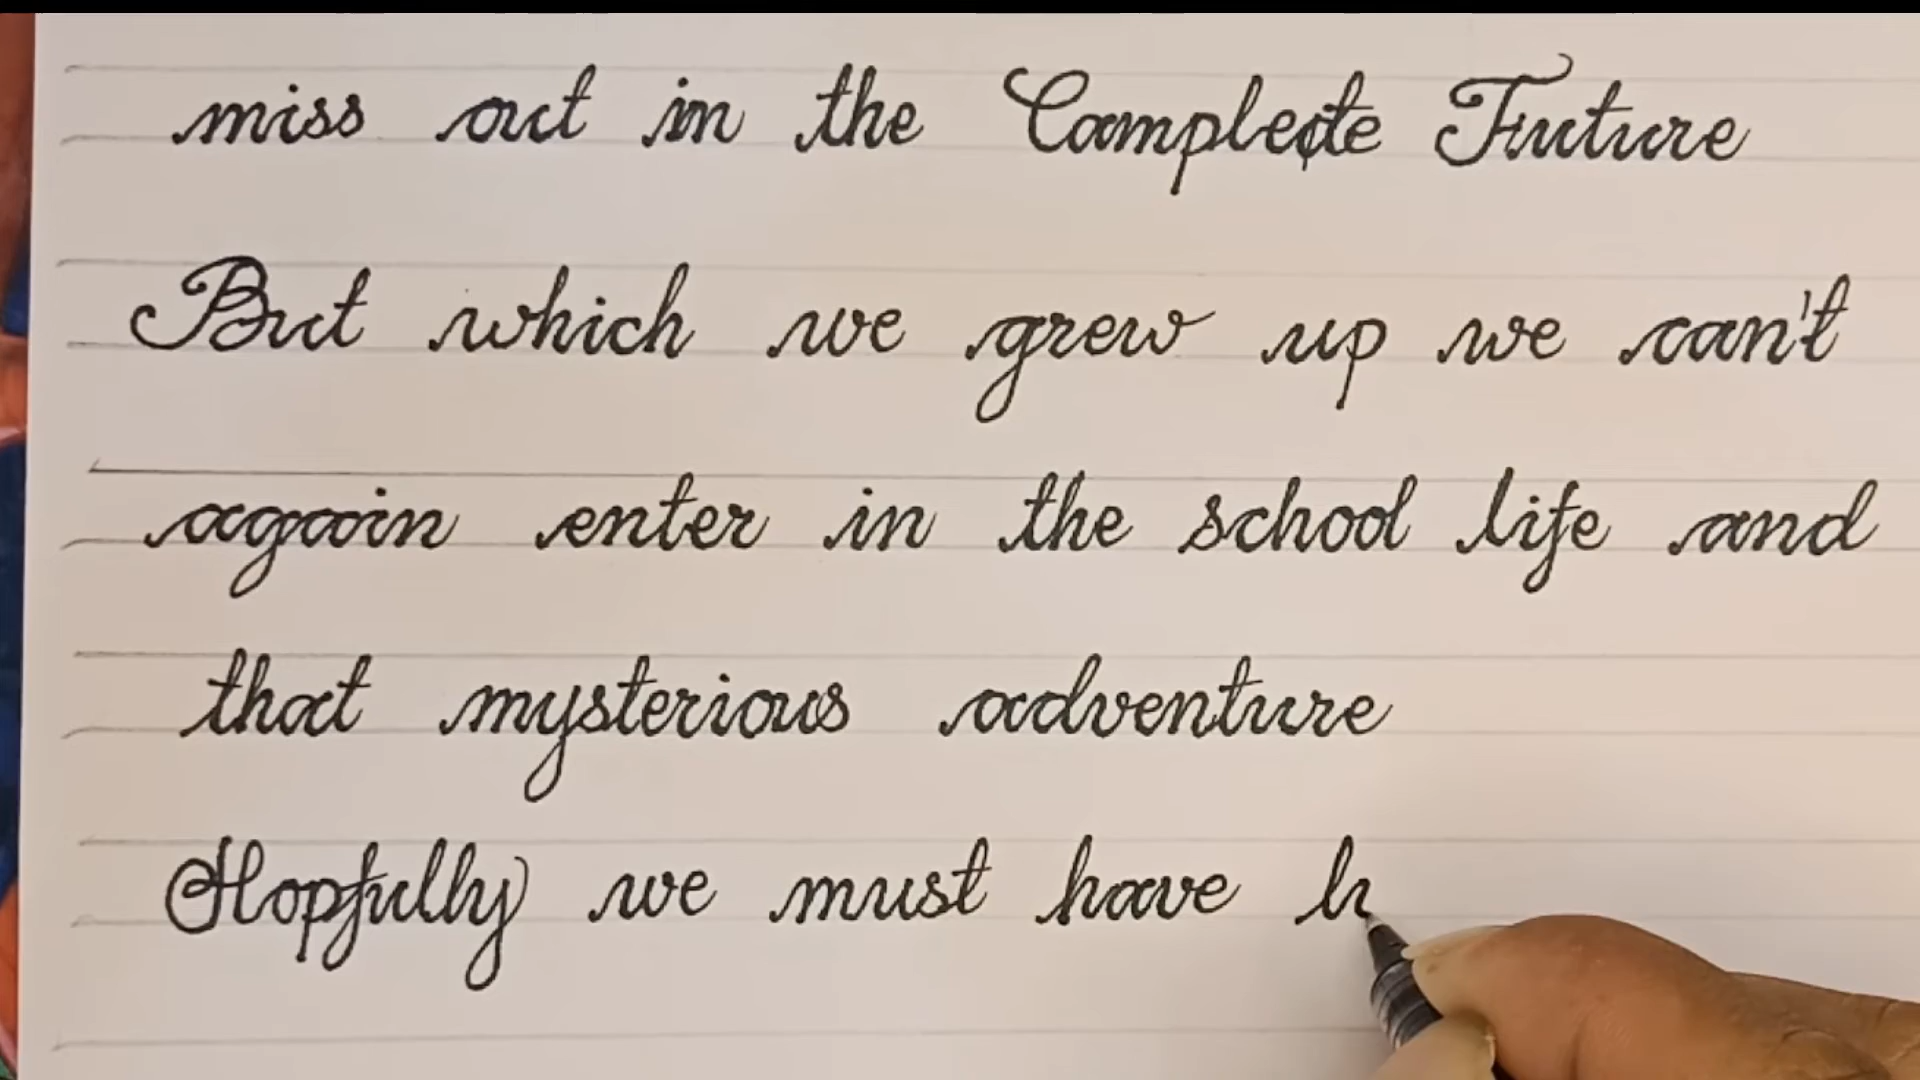 miss out in the Complete Future
But which we grew up we can't
again enter in the school life and
that mysterious adventure
Hopfully we must have